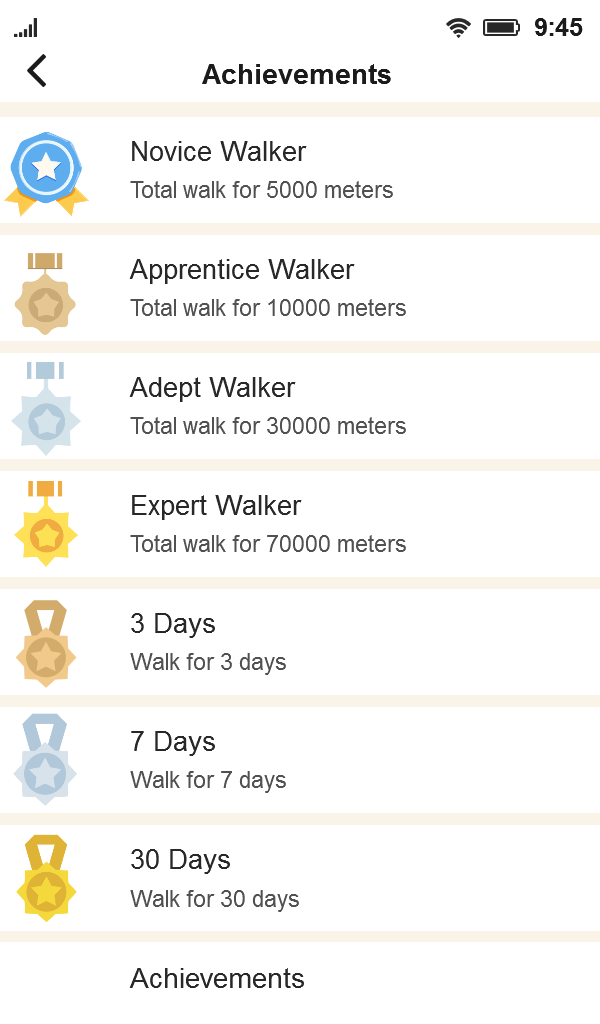 9:45
Achievements
Novice Walker
Total walk for 5000 meters
Apprentice Walker
Total walk for 10000 meters
Adept Walker
Total walk for 30000 meters
Expert Walker
Total walk for 70000 meters
3 Days
Walk for 3 days
7 Days
Walk for 7 days
30 Days
Walk for 30 days
Achievements